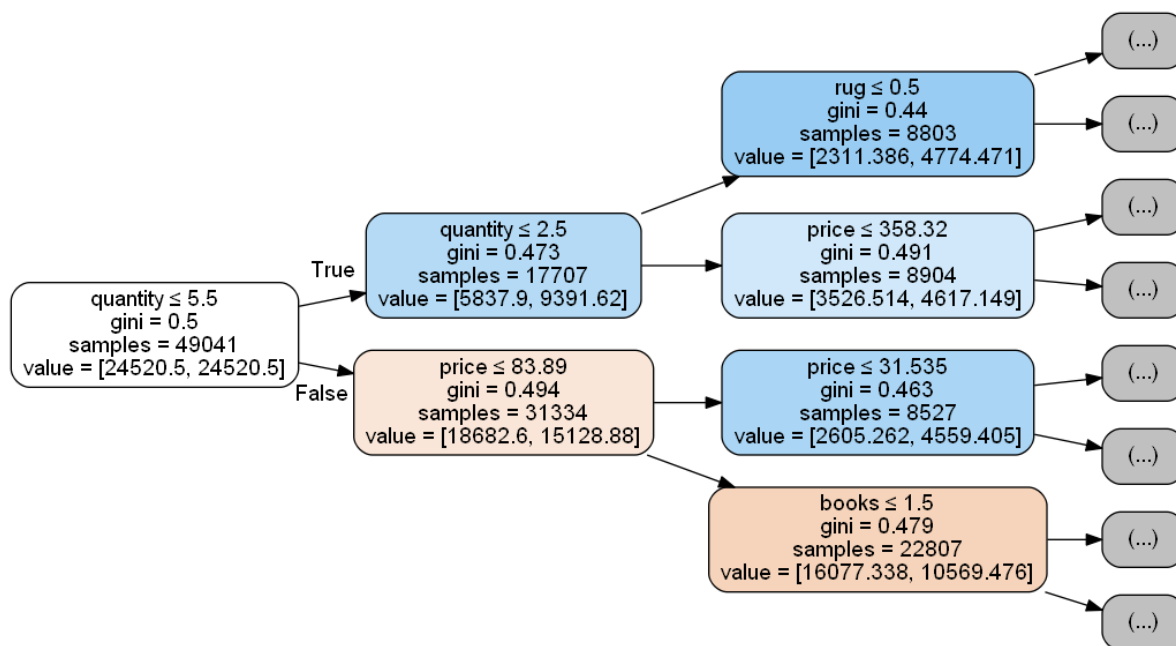 quantity ≤ 5.5
gini = 0.5
samples = 49041
value = [24520.5, 24520.5]
True
False
quantity ≤ 2.5
gini = 0.473
samples = 17707
value = [5837.9, 9391.62]
price ≤ 83.89
gini = 0.494
samples = 31334
value = [18682.6, 15128.88]
rug ≤ 0.5
gini = 0.44
samples = 8803
value = [2311.386, 4774.471]
price ≤ 358.32
gini = 0.491
samples = 8904
value = [3526.514, 4617.149]
price ≤ 31.535
gini = 0.463
samples = 8527
value = [2605.262, 4559.405]
books ≤ 1.5
gini = 0.479
samples = 22807
value = [16077.338, 10569.476]
(...)
(...)
(...)
(...)
(...)
(...)
(...)
(...)